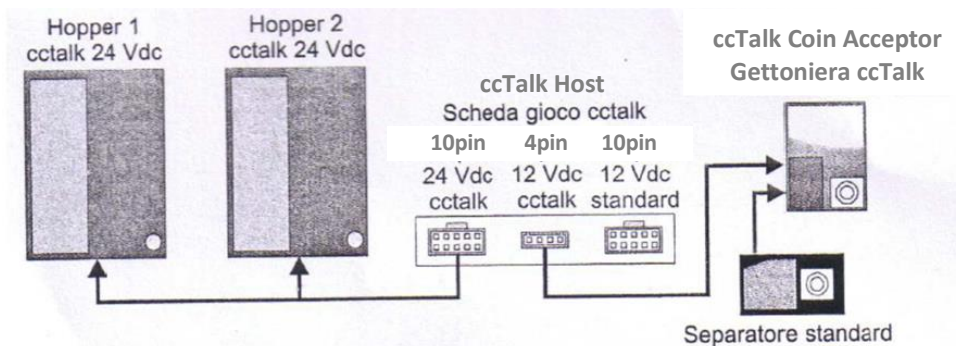 Hopper 1
cctalk 24 Vdc
Hopper 2
cctalk 24 Vdc
ccTalk Host
Scheda gioco cctalk
10pin 4pin 10pin
24 Vdc 12 Vdc 12 Vdc
cctalk cctalk standard
ccTalk Coin Acceptor
Gettoniera ccTalk
Separatore standard